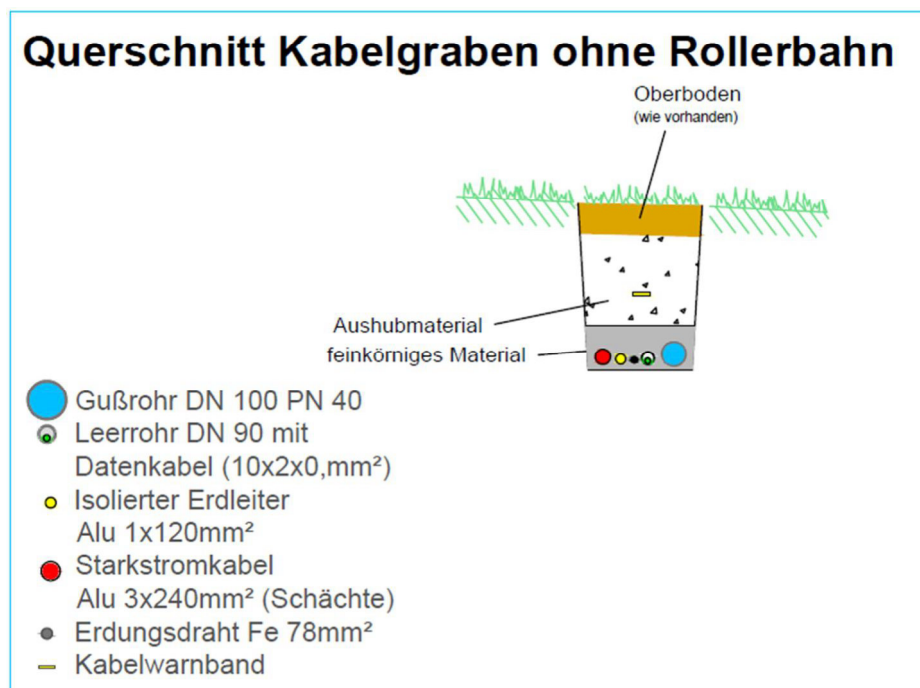 Querschnitt Kabelgraben ohne Rollerbahn
Oberboden
(wie vorhanden)
Aushubmaterial
feinkörniges Material
Gußrohr DN 100 PN 40
Leerrohr DN 90 mit
Datenkabel (10x2x0,mm²)
Isolierter Erdleiter
Alu 1x120mm²
Starkstromkabel
Alu 3x240mm² (Schächte)
Erdungsdraht Fe 78mm²
Kabelwarnband